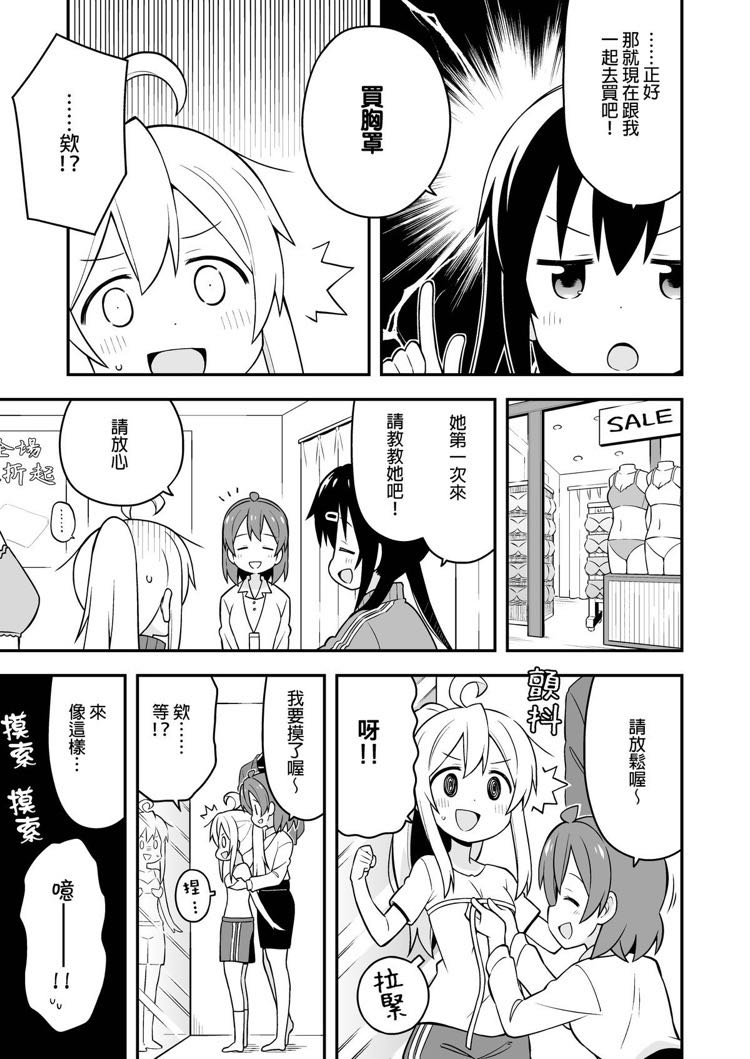 ……正好
那就現在跟我
一起去買吧！
買胸罩
……欸!?
SALE
她第一次來
請教教她吧！
請放心
全場
折起
……
請放鬆喔～
顫抖
呀!!
拉緊
我要摸了喔～
欸……
等!?
捏…
來
像這樣…
摸索
摸索
噫——!!